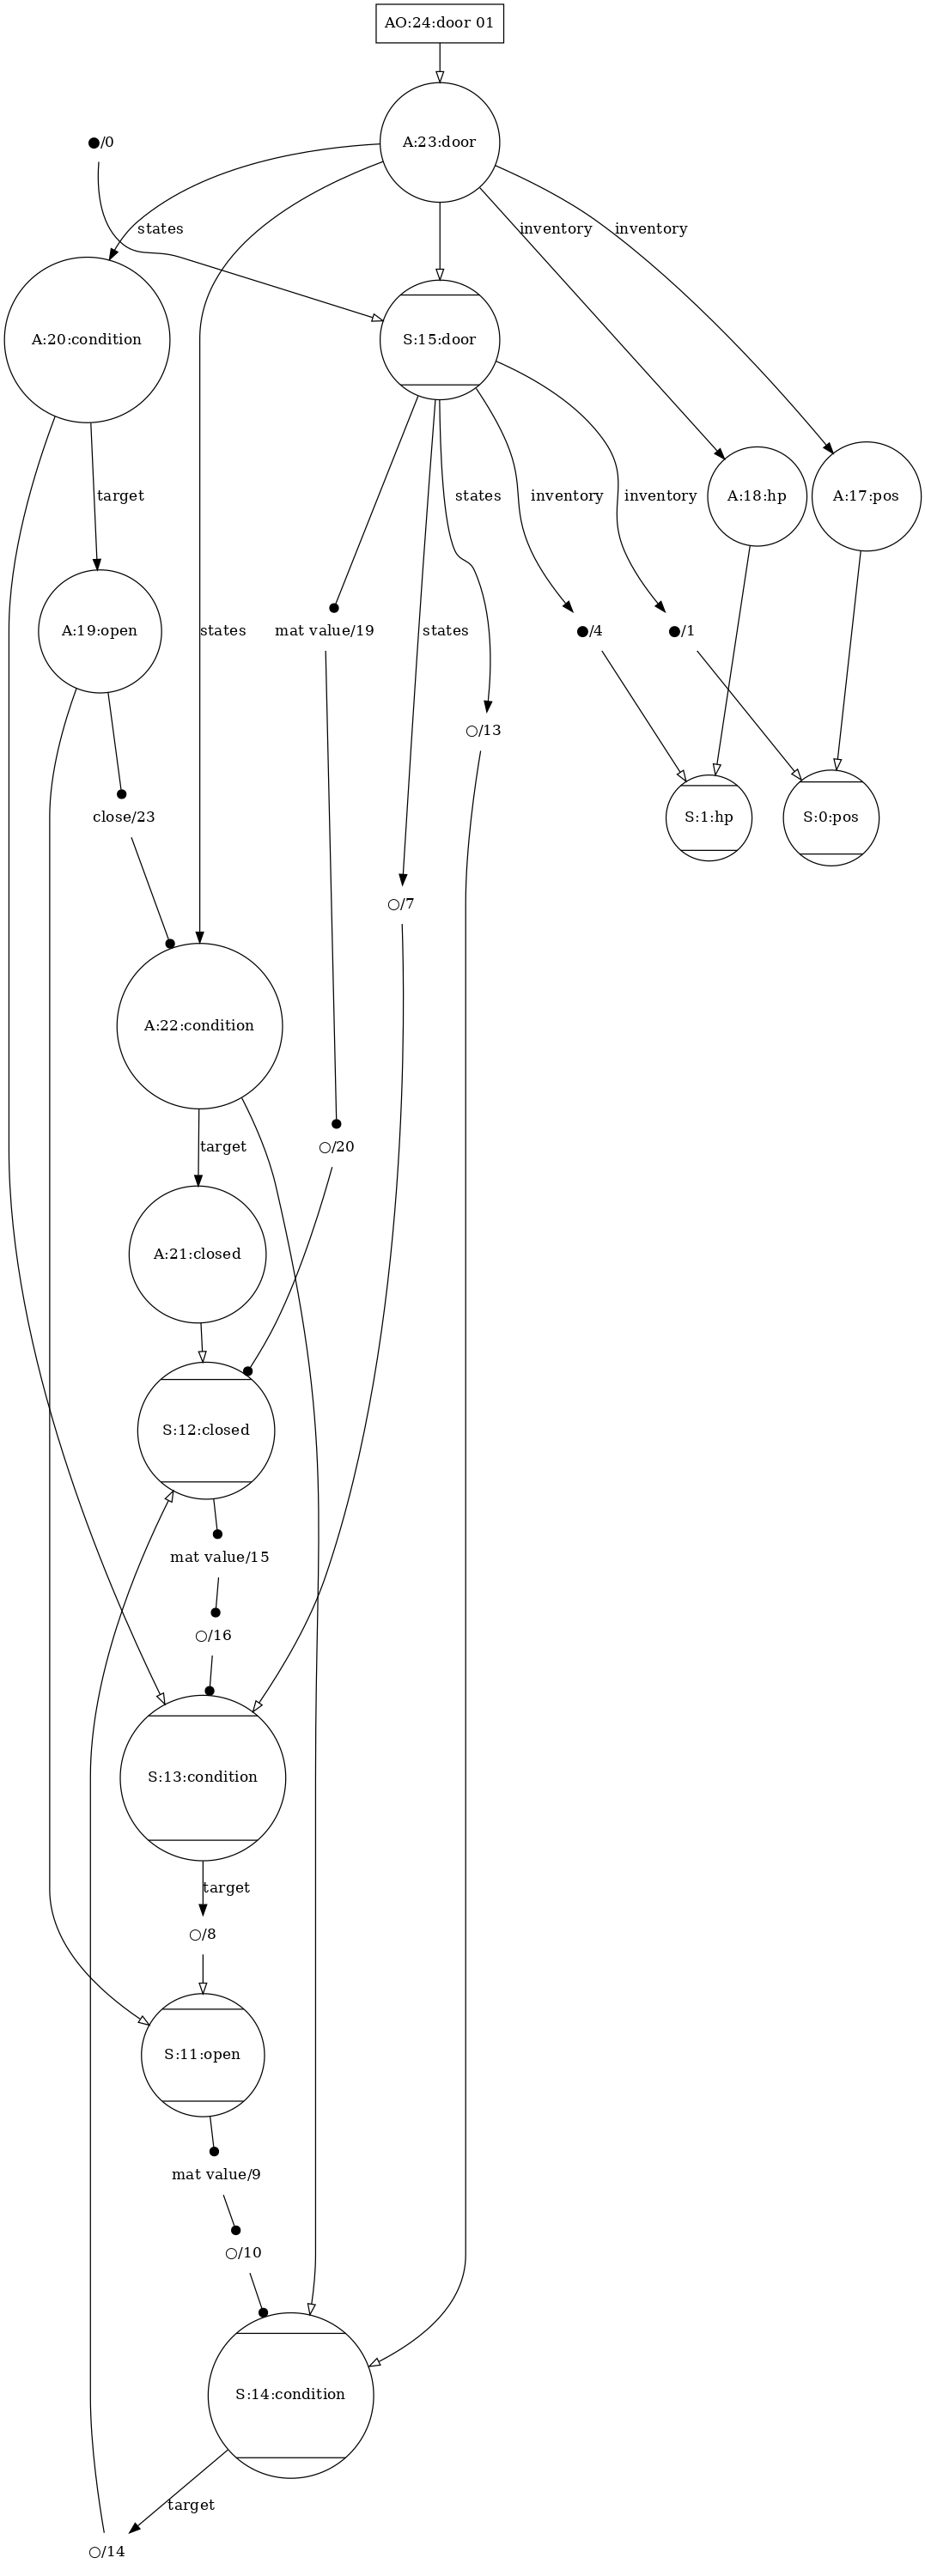 AO:24:door 01
●/0
A:23:door
states
inventory
inventory
A:20:condition
S:15:door
target
states
inventory
inventory
A:18:hp
A:17:pos
A:19:open
states
mat value/19
states
●/4
●/1
○/13
close/23
S:1:hp
S:0:pos
○/7
A:22:condition
target
○/20
A:21:closed
S:12:closed
mat value/15
○/16
S:13:condition
target
○/8
S:11:open
mat value/9
○/10
S:14:condition
target
○/14